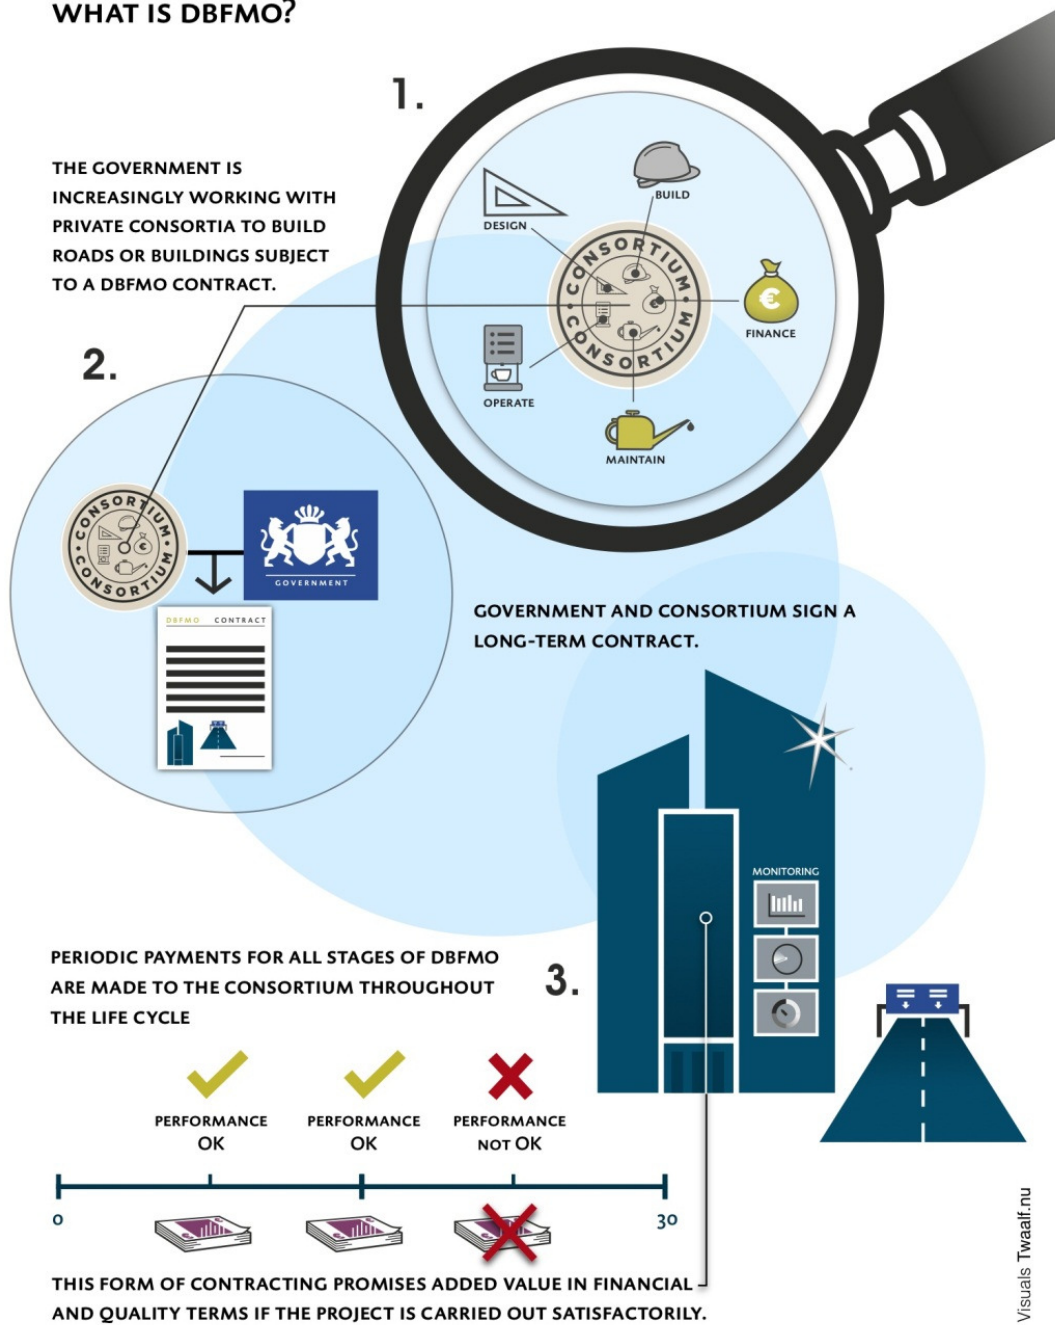 WHAT IS DBFMO?
1.
THE GOVERNMENT IS
INCREASINGLY WORKING WITH
PRIVATE CONSORTIA TO BUILD
ROADS OR BUILDINGS SUBJECT
TO A DBFMO CONTRACT.
BUILD
DESIGN
CONSORTIUM
CONSORTIUM
€
€
FINANCE
OPERATE
MAINTAIN
2.
CONSORTIUM
CONSORTIUM
€
GOVERNMENT
DBFMO CONTRACT
GOVERNMENT AND CONSORTIUM SIGN A
LONG-TERM CONTRACT.
MONITORING
PERIODIC PAYMENTS FOR ALL STAGES OF DBFMO
ARE MADE TO THE CONSORTIUM THROUGHOUT
THE LIFE CYCLE
3.
PERFORMANCE
OK
PERFORMANCE
OK
PERFORMANCE
NOT OK
0
30
THIS FORM OF CONTRACTING PROMISES ADDED VALUE IN FINANCIAL
AND QUALITY TERMS IF THE PROJECT IS CARRIED OUT SATISFACTORILY.
Visuals Twaalf.nu